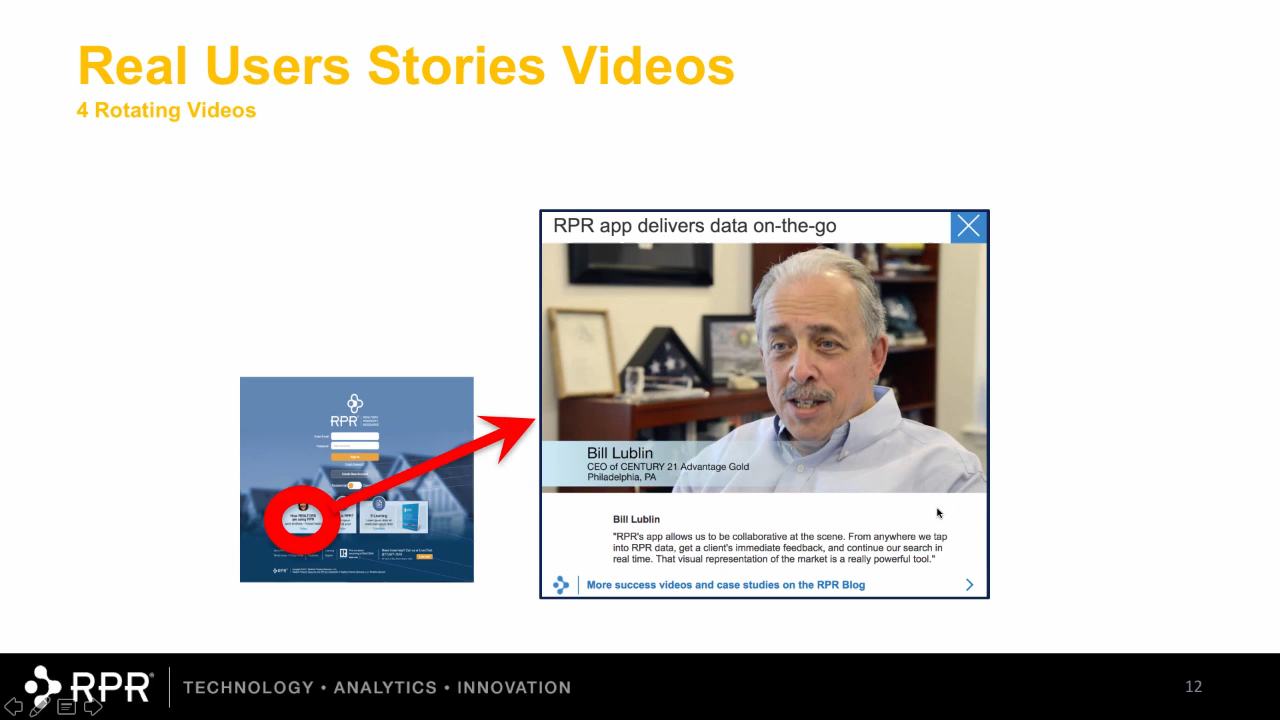 Real Users Stories Videos
4 Rotating Videos
RPR app delivers data on-the-go
Bill Lublin
CEO of CENTURY 21 Advantage Gold
Philadelphia, PA
Bill Lublin
"RPR's app allows us to be collaborative at the scene. From anywhere we tap
into RPR data, get a client's immediate feedback, and continue our search in
real time. That visual representation of the market is a really powerful tool."
More success videos and case studies on the RPR Blog
RPR
RPR® TECHNOLOGY • ANALYTICS • INNOVATION
12